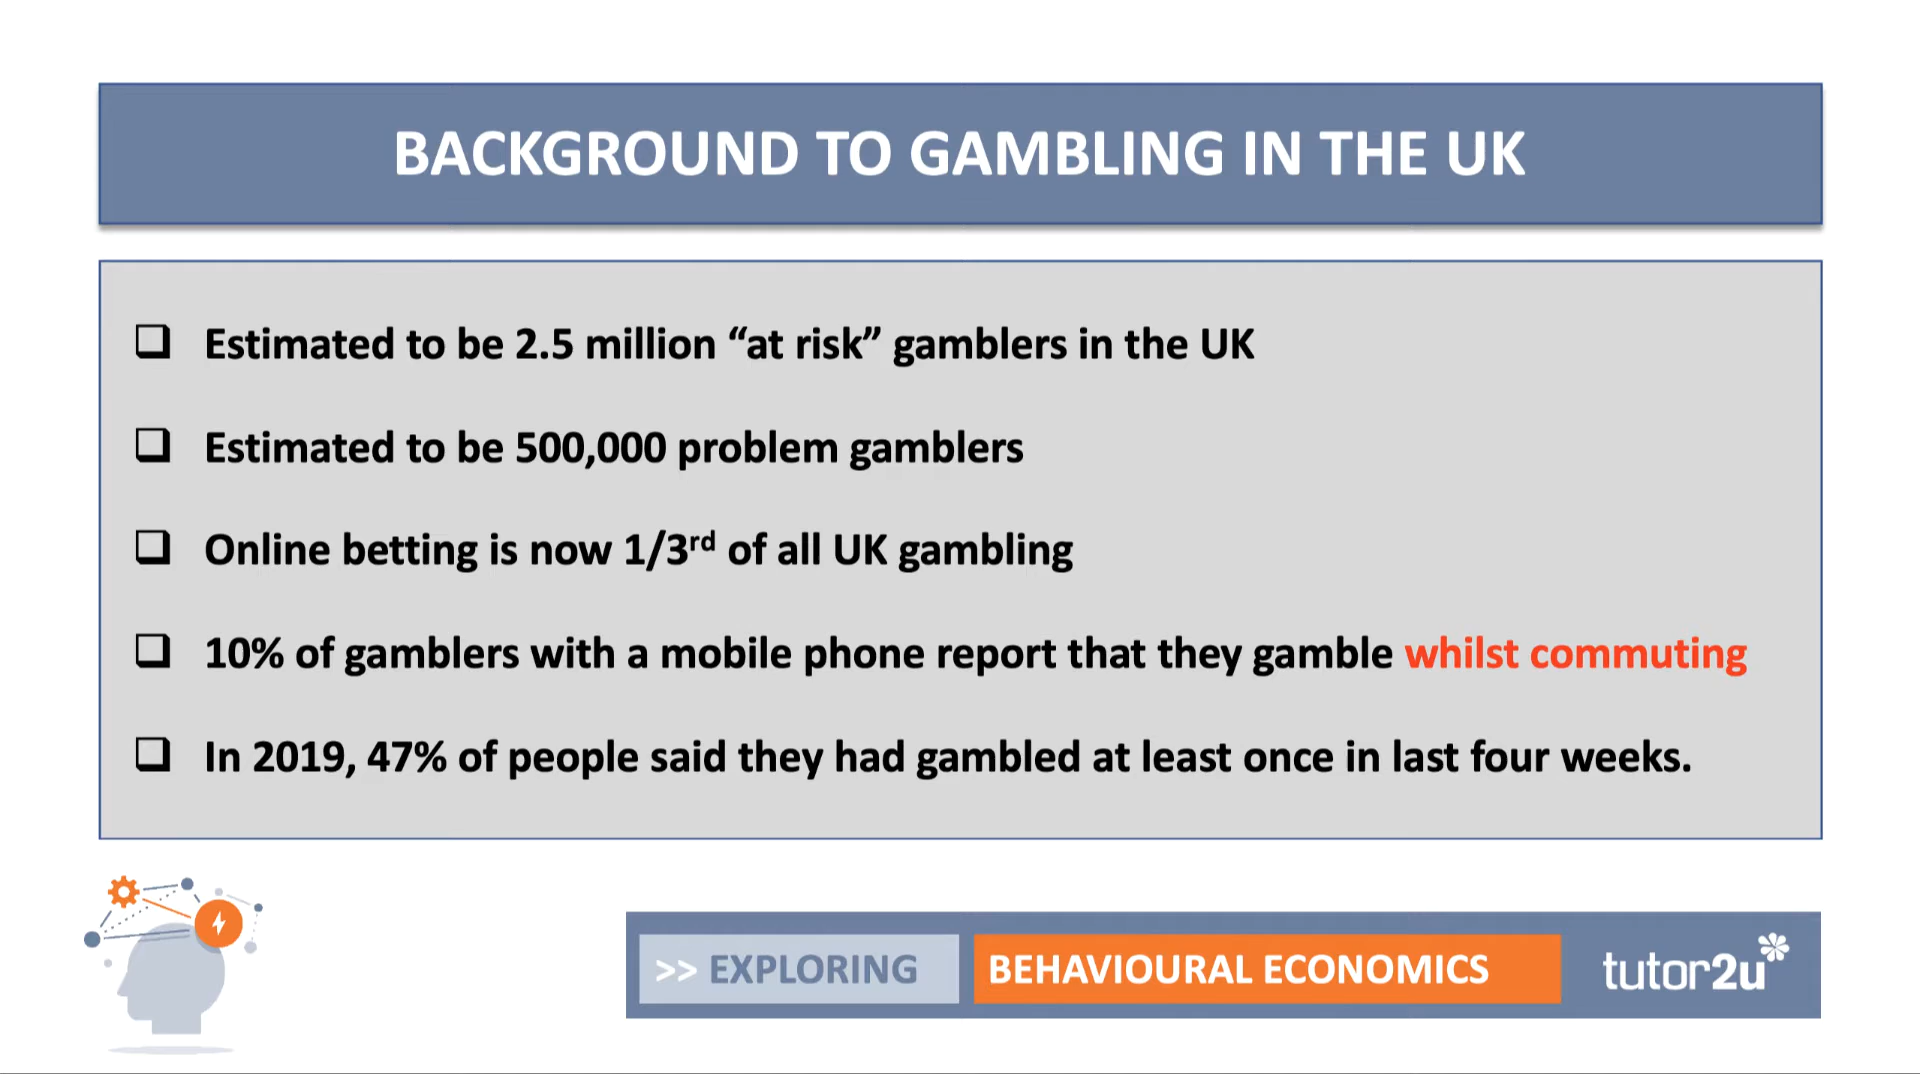 BACKGROUND TO GAMBLING IN THE UK
❑ Estimated to be 2.5 million “at risk” gamblers in the UK
❑ Estimated to be 500,000 problem gamblers
❑ Online betting is now 1/3rd of all UK gambling
❑ 10% of gamblers with a mobile phone report that they gamble whilst commuting
❑ In 2019, 47% of people said they had gambled at least once in last four weeks.
>> EXPLORING BEHAVIOURAL ECONOMICS tutor2u